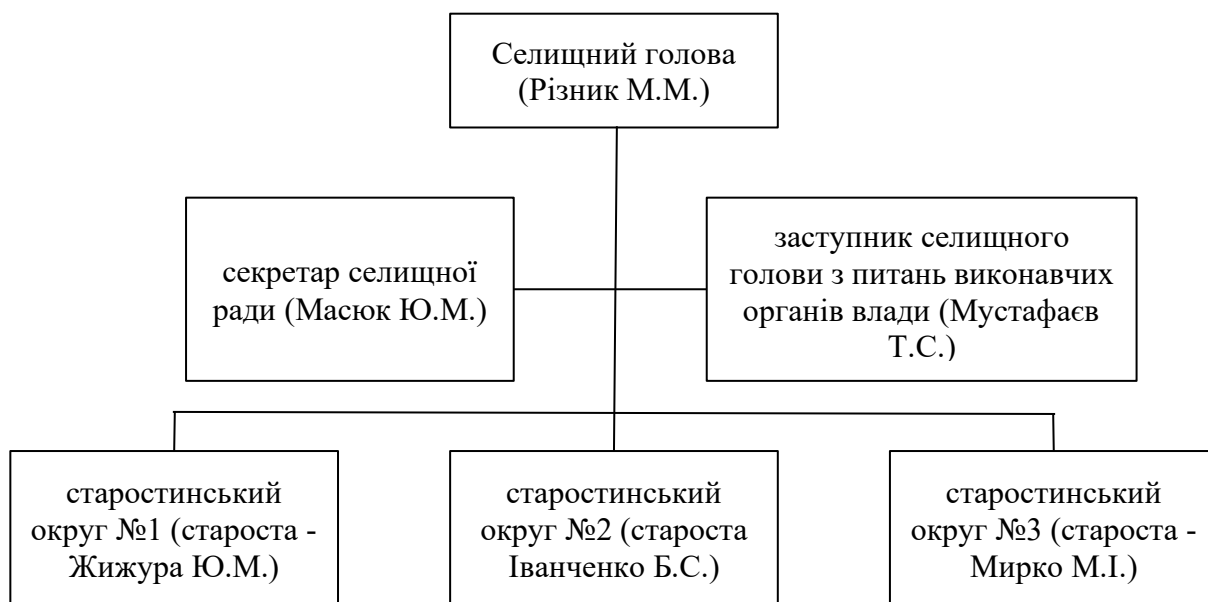 Селищний голова
(Різник М.М.)
секретар селищної
ради (Масюк Ю.М.)
заступник селищного
голови з питань виконавчих
органів влади (Мустафаєв
Т.С.)
старостинський
округ №1 (староста -
Жижура Ю.М.)
старостинський
округ №2 (староста
Іванченко Б.С.)
старостинський
округ №3 (староста -
Мирко М.І.)